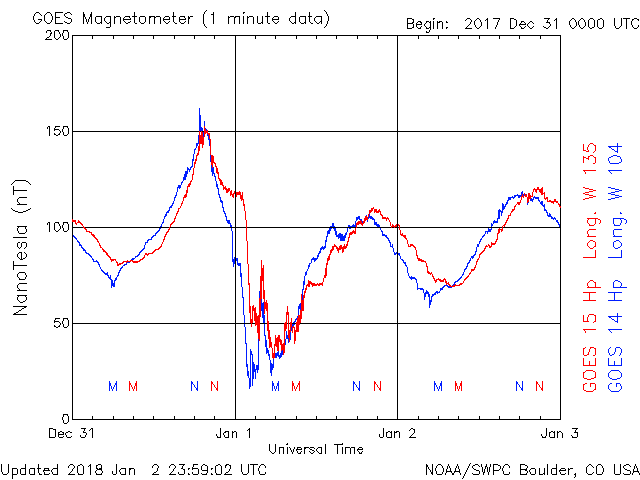 GOES Magnetometer (1 minute data)
Begin: 2017 Dec 31 0000 UTC
200
150
100
50
0
NanoTesla (nT)
M M N N M M N N M M N N
Dec 31 Jan 1 Jan 2 Jan 3
Universal Time
GOES 15 Hp Long. W 135
GOES 14 Hp Long. W 104
Updated 2018 Jan 2 23:59:02 UTC
NOAA/SWPC Boulder, CO USA